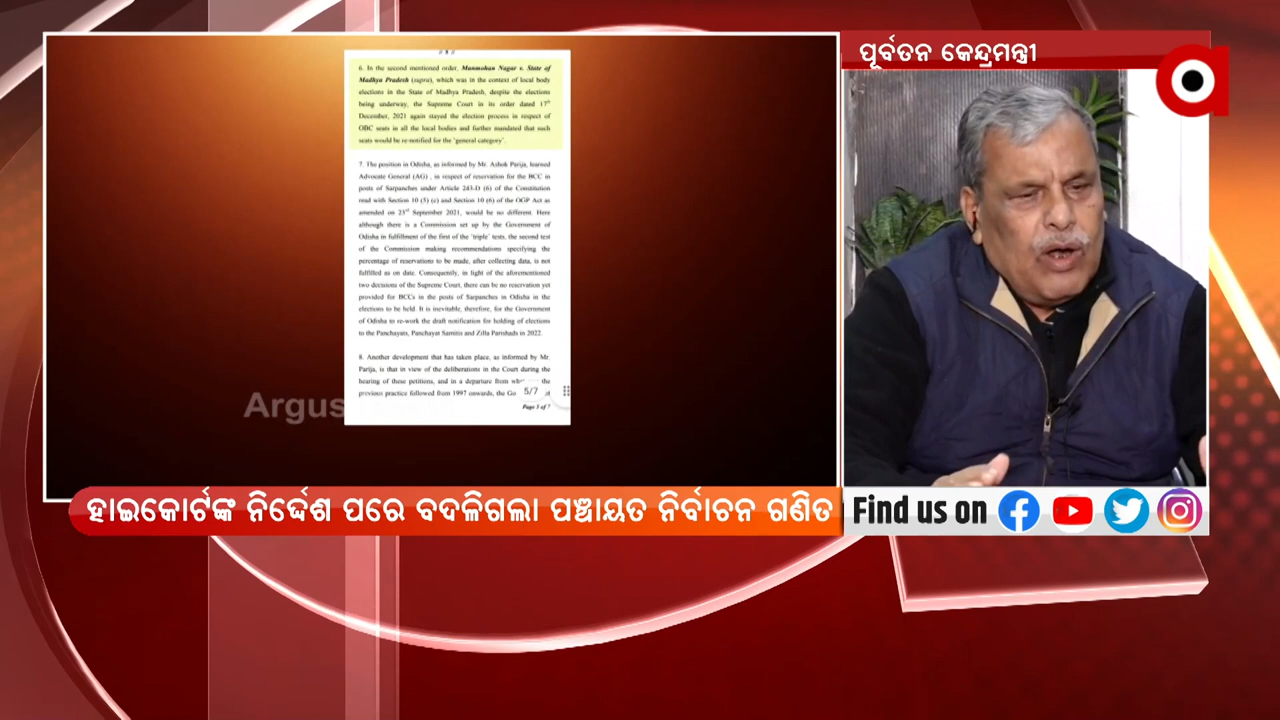 // 8 //
6. In the second mentioned order, Manmohan Nagar v. State of
Madhya Pradesh (supra), which was in the context of local body
elections in the State of Madhya Pradesh, despite the elections
being underway, the Supreme Court in its order dated 17th
December, 2021 again stayed the election process in respect of
OBC seats in all the local bodies and further mandated that such
seats would be re-notified for the 'general category'.
7. The position in Odisha, as informed by Mr. Ashok Parija, learned
Advocate General (AG) , in respect of reservation for the BCC in
posts of Sarpanches under Article 243-D (6) of the Constitution
read with Section 10 (5) (c) and Section 10 (6) of the OGP Act as
amended on 23rd September 2021, would be no different. Here
although there is a Commission set up by the Government of
Odisha in fulfillment of the first of the 'triple' tests, the second test
of the Commission making recommendations specifying the
percentage of reservations to be made, after collecting data, is not
fulfilled as on date. Consequently, in light of the aforementioned
two decisions of the Supreme Court, there can be no reservation yet
provided for BCCs in the posts of Sarpanches in Odisha in the
elections to be held. It is inevitable, therefore, for the Government
of Odisha to re-work the draft notification for holding of elections
to the Panchayats, Panchayat Samitis and Zilla Parishads in 2022.
8. Another development that has taken place, as informed by Mr.
Parija, is that in view of the deliberations in the Court during the
hearing of these petitions, and in a departure from the
previous practice followed from 1997 onwards, the
5/7
Page 5 of 7
Argus
ପୂର୍ବତନ କେନ୍ଦ୍ରମନ୍ତ୍ରୀ
ହାଇକୋର୍ଟଙ୍କ ନିର୍ଦ୍ଦେଶ ପରେ ବଦଳିଗଲା ପଞ୍ଚାୟତ ନିର୍ବାଚନ ଗଣିତ
Find us on